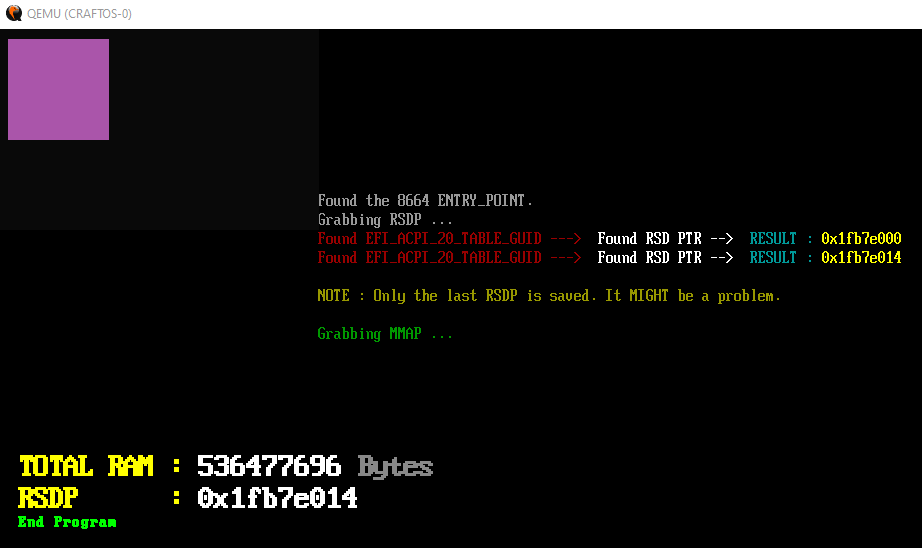 QEMU (CRAFTOS-0)
Found the 8664 ENTRY_POINT.
Grabbing RSDP ...
Found EFI_ACPI_20_TABLE_GUID ---> Found RSD PTR --> RESULT : 0x1fb7e000
Found EFI_ACPI_20_TABLE_GUID ---> Found RSD PTR --> RESULT : 0x1fb7e014
NOTE : Only the last RSDP is saved. It MIGHT be a problem.
Grabbing MMAP ...
TOTAL RAM : 536477696 Bytes
RSDP : 0x1fb7e014
End Program